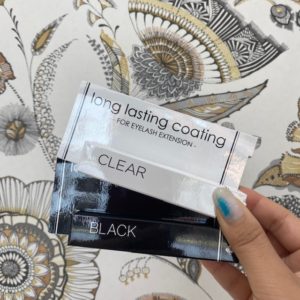 long lasting coating
- FOR EYELASH EXTENSION -
CLEAR
BLACK